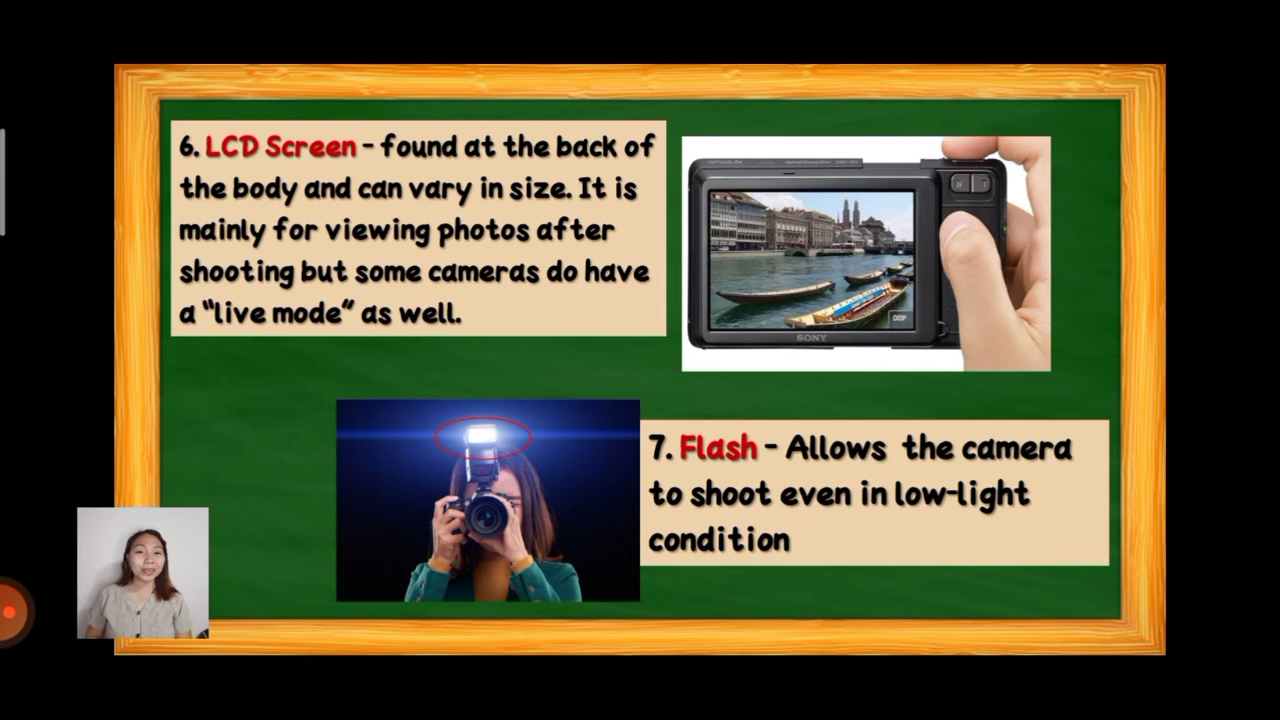 6. LCD Screen - found at the back of
the body and can vary in size. It is
mainly for viewing photos after
shooting but some cameras do have
a "live mode" as well.
W T
DISP
SONY
7. Flash - Allows the camera
to shoot even in low-light
condition